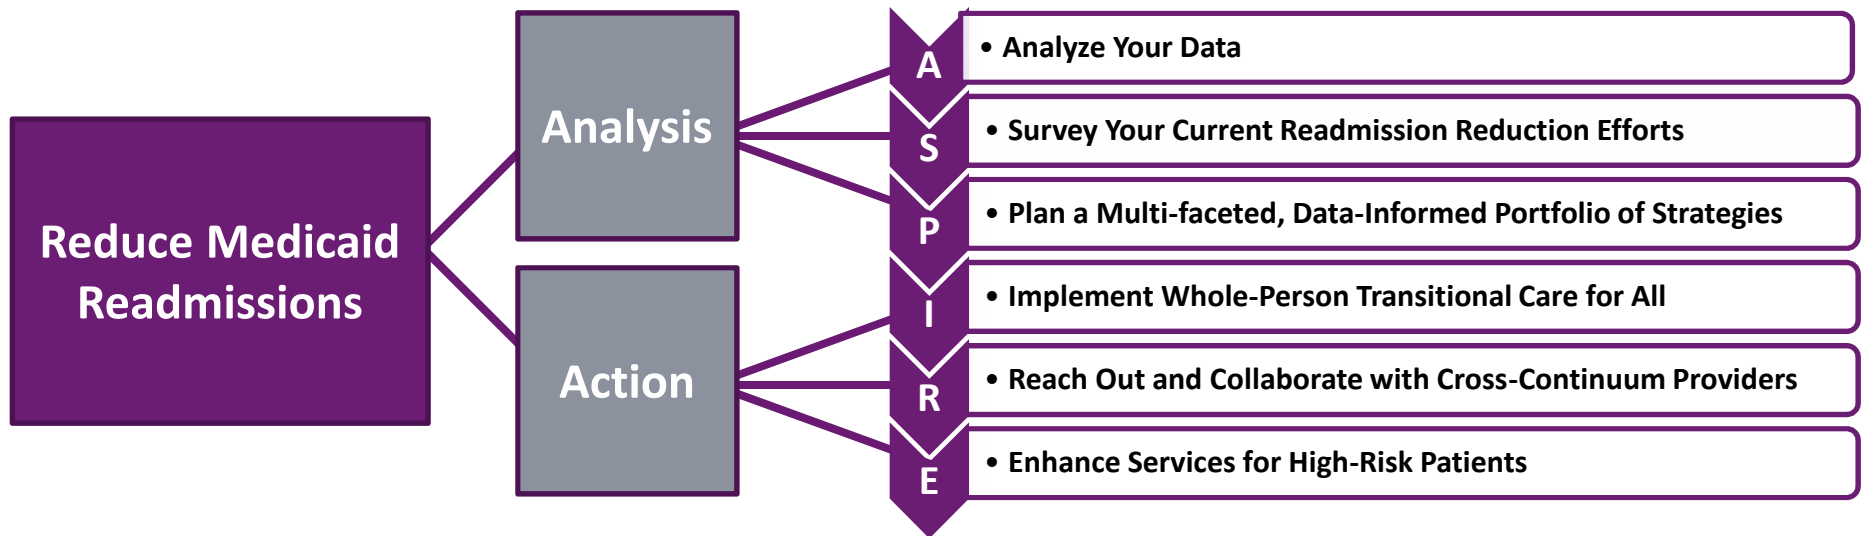 Reduce Medicaid
Readmissions
Analysis
Action
A
• Analyze Your Data
S
• Survey Your Current Readmission Reduction Efforts
P
• Plan a Multi-faceted, Data-Informed Portfolio of Strategies
I
• Implement Whole-Person Transitional Care for All
R
• Reach Out and Collaborate with Cross-Continuum Providers
E
• Enhance Services for High-Risk Patients